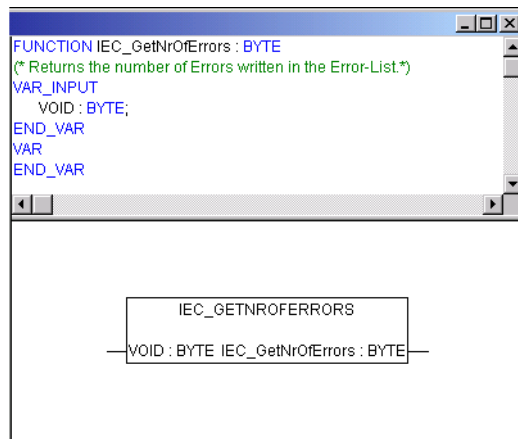 FUNCTION IEC_GetNrOfErrors : BYTE
(* Returns the number of Errors written in the Error-List.*)
VAR_INPUT
VOID : BYTE;
END_VAR
VAR
END_VAR
IEC_GETNROFERRORS
VOID : BYTE IEC_GetNrOfErrors : BYTE